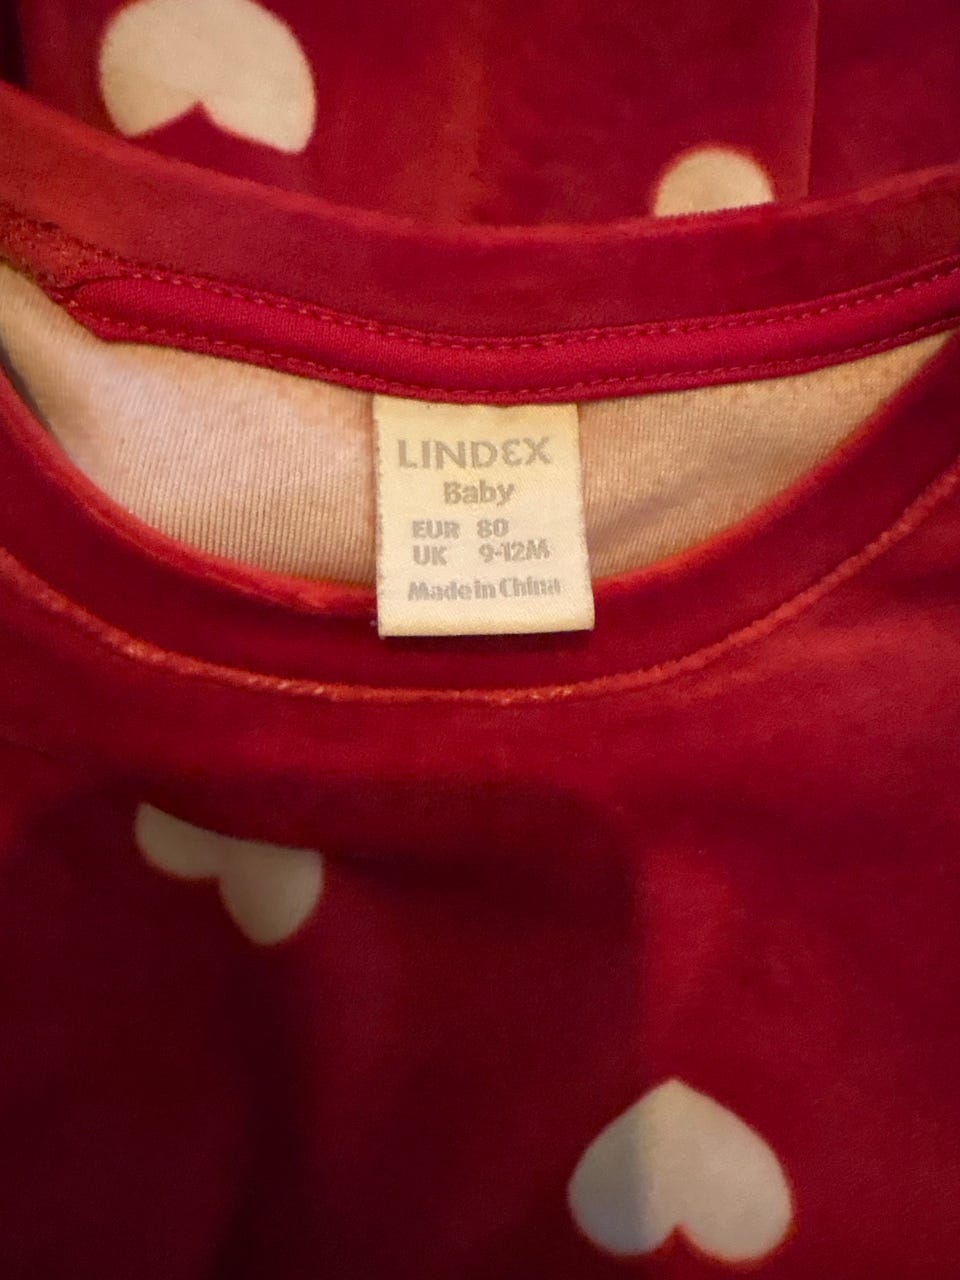 LINDEX
Baby
EUR 80
UK 9-12M
Made in China